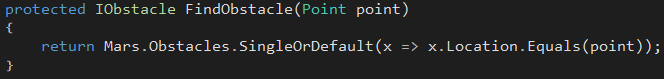 protected IObstacle FindObstacle(Point point)
{
    return Mars.Obstacles.SingleOrDefault(x => x.Location.Equals(point));
}